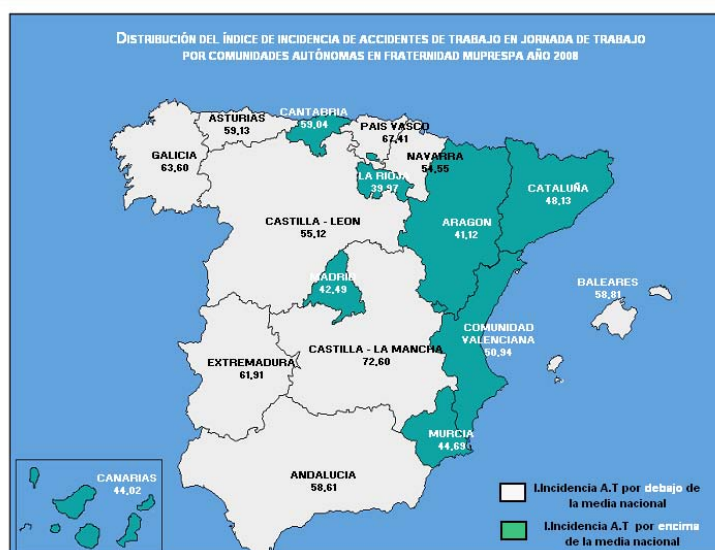 DISTRIBUCIÓN DEL ÍNDICE DE INCIDENCIA DE ACCIDENTES DE TRABAJO EN JORNADA DE TRABAJO
POR COMUNIDADES AUTÓNOMAS EN FRATERNIDAD MUPRESPA AÑO 2008
CANTABRIA
59,04
ASTURIAS
59,13
PAIS VASCO
67,41
GALICIA
63,60
NAVARRA
54,55
LA RIOJA
39,97
CATALUÑA
48,13
CASTILLA - LEON
55,12
ARAGON
41,12
MADRID
42,49
BALEARES
58,81
COMUNIDAD
VALENCIANA
50,94
CASTILLA - LA MANCHA
72,60
EXTREMADURA
61,91
MURCIA
44,69
CANARIAS
44,02
ANDALUCIA
58,61
I.Incidencia A.T por debajo de
la media nacional
I.Incidencia A.T por encima
de la media nacional